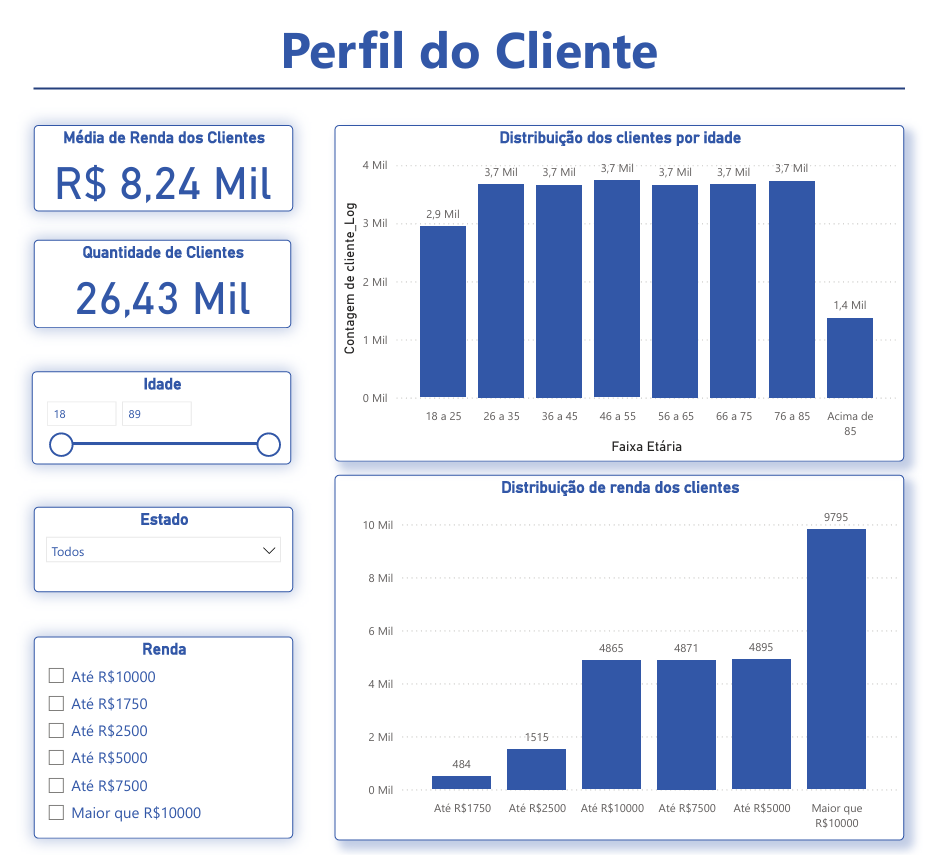 Perfil do Cliente
Média de Renda dos Clientes
R$ 8,24 Mil
Quantidade de Clientes
26,43 Mil
Idade
18 89
Estado
Todos
Renda
Até R$10000
Até R$1750
Até R$2500
Até R$5000
Até R$7500
Maior que R$10000
Distribuição dos clientes por idade
Contagem de cliente_Log
4 Mil
3 Mil
2 Mil
1 Mil
0 Mil
2,9 Mil 3,7 Mil 3,7 Mil 3,7 Mil 3,7 Mil 3,7 Mil 3,7 Mil 1,4 Mil
18 a 25 26 a 35 36 a 45 46 a 55 56 a 65 66 a 75 76 a 85 Acima de
85
Faixa Etária
Distribuição de renda dos clientes
10 Mil
8 Mil
6 Mil
4 Mil
2 Mil
0 Mil
484 1515 4865 4871 4895 9795
Até R$1750 Até R$2500 Até R$10000 Até R$7500 Até R$5000 Maior que
R$10000